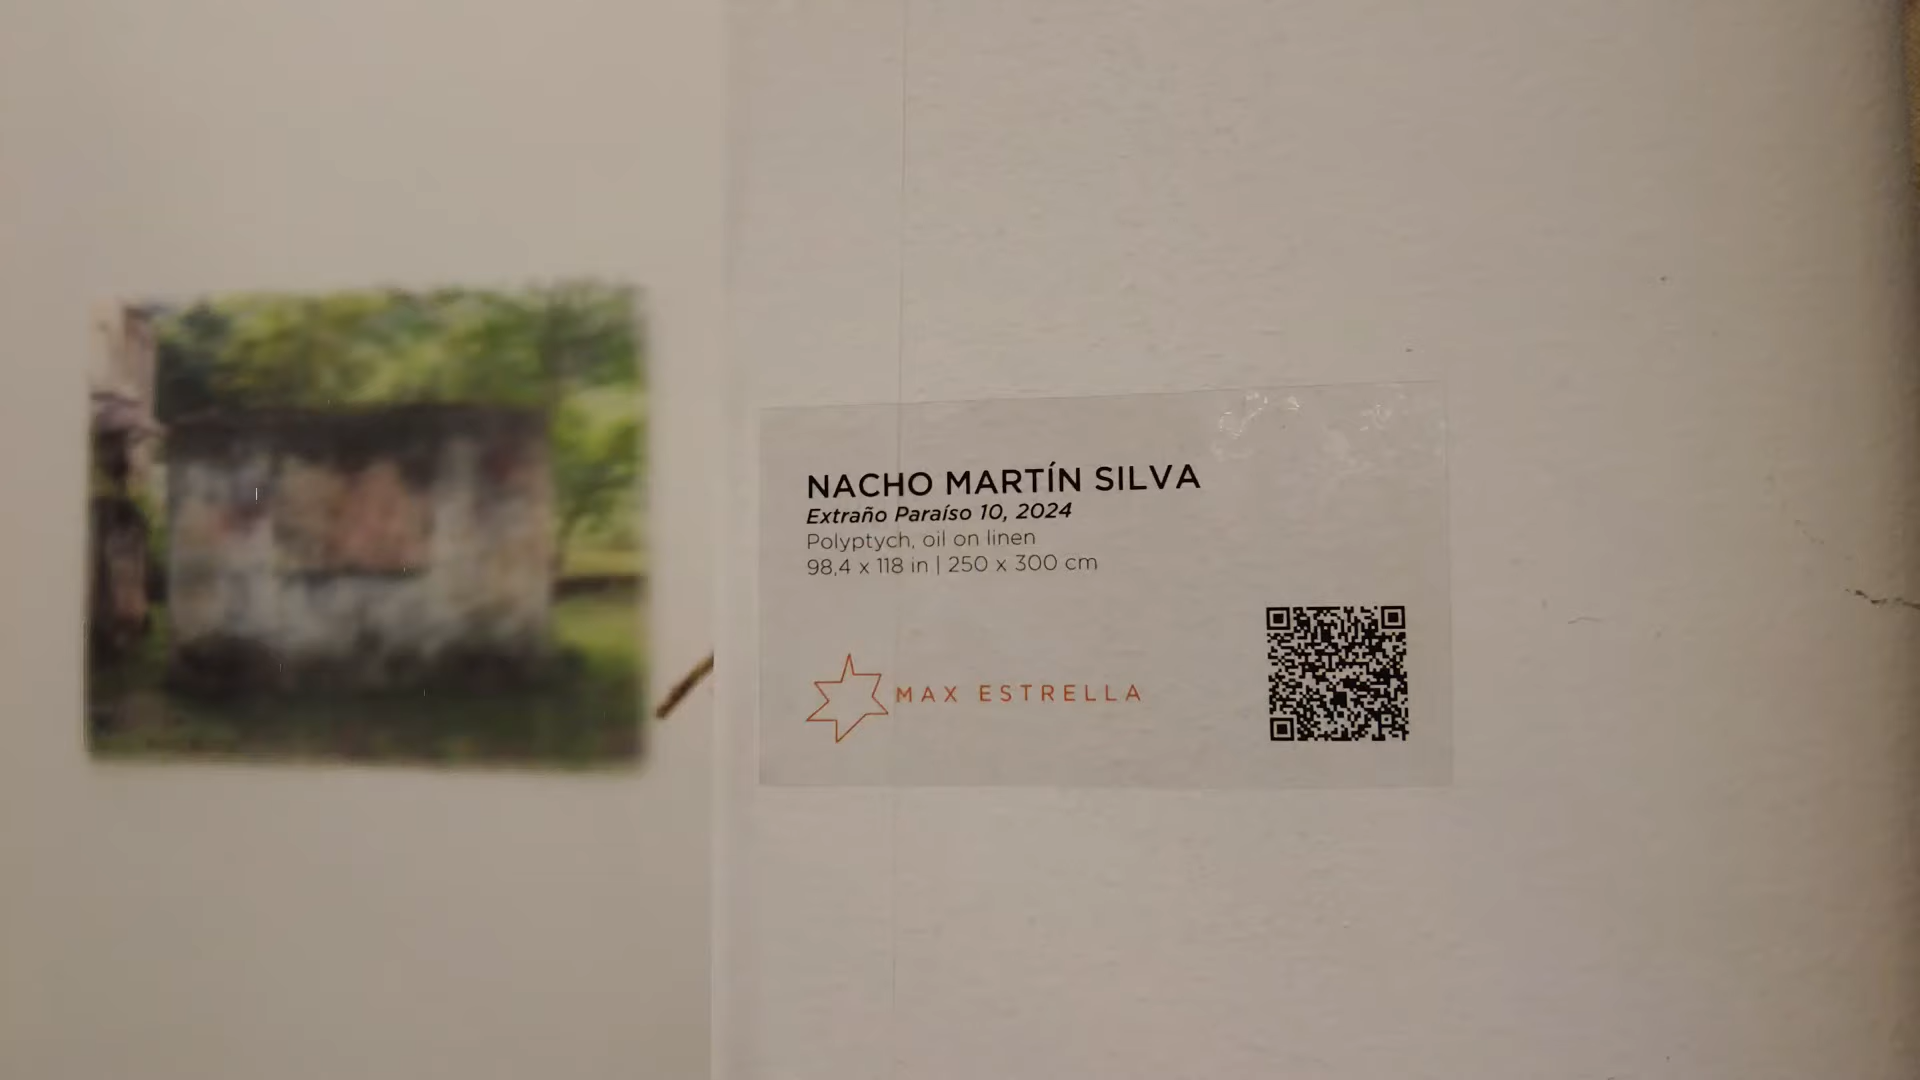 NACHO MARTÍN SILVA
Extraño Paraíso 10, 2024
Polyptych, oil on linen
98,4 x 118 in | 250 x 300 cm
MAX ESTRELLA